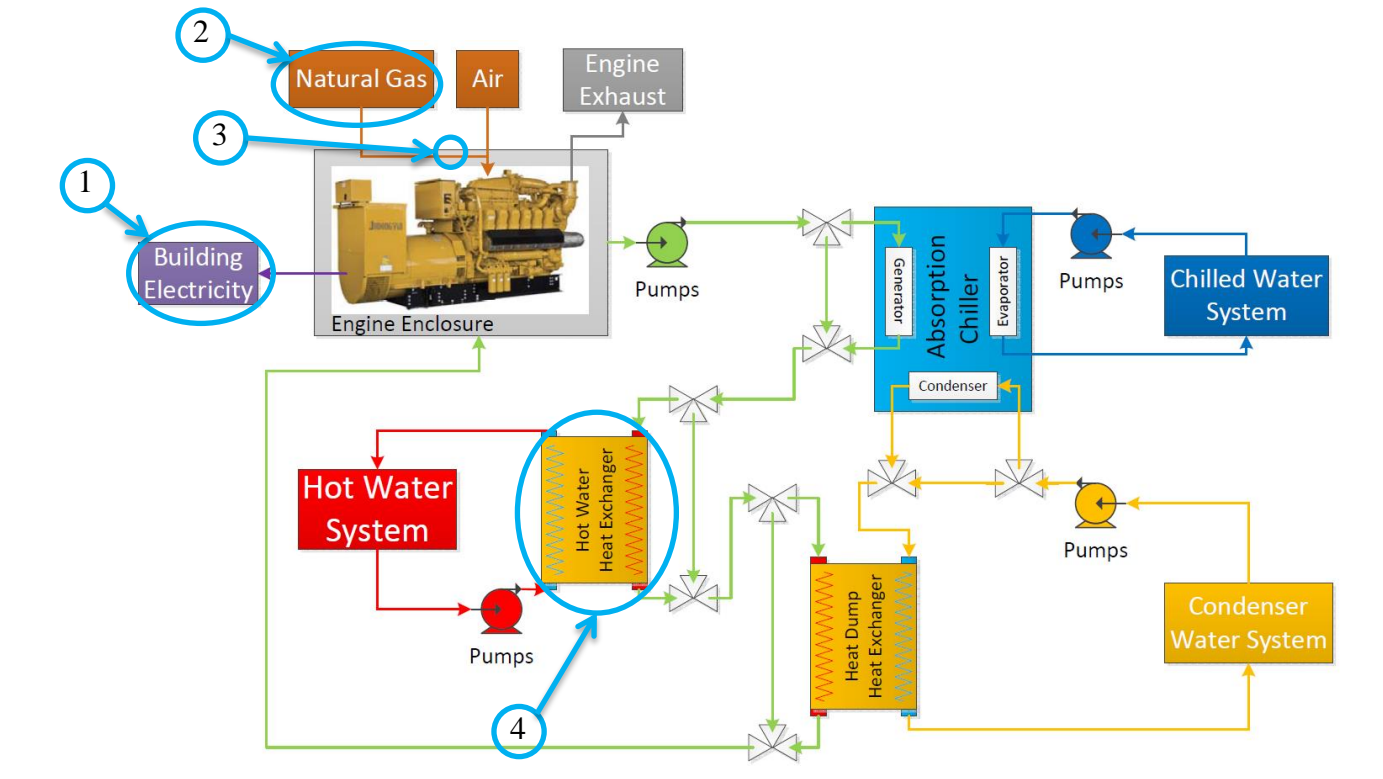 2
Natural Gas
Air
Engine
Exhaust
3
1
Building
Electricity
Engine Enclosure
Pumps
Generator
Absorption
Chiller
Evaporator
Condenser
Pumps
Chilled Water
System
Hot Water
System
Hot Water
Heat Exchanger
Pumps
4
Heat Dump
Heat Exchanger
Pumps
Condenser
Water System